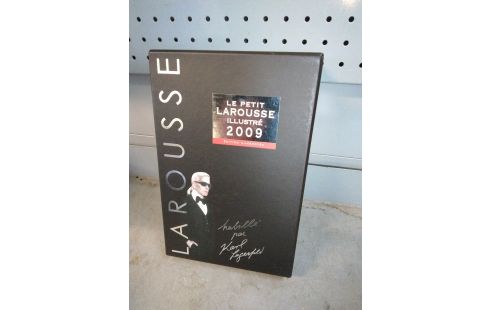 LAROUSSE
LE PETIT
LAROUSSE
ILLUSTRÉ
2009
habillé
par
Karl
Lagerfeld